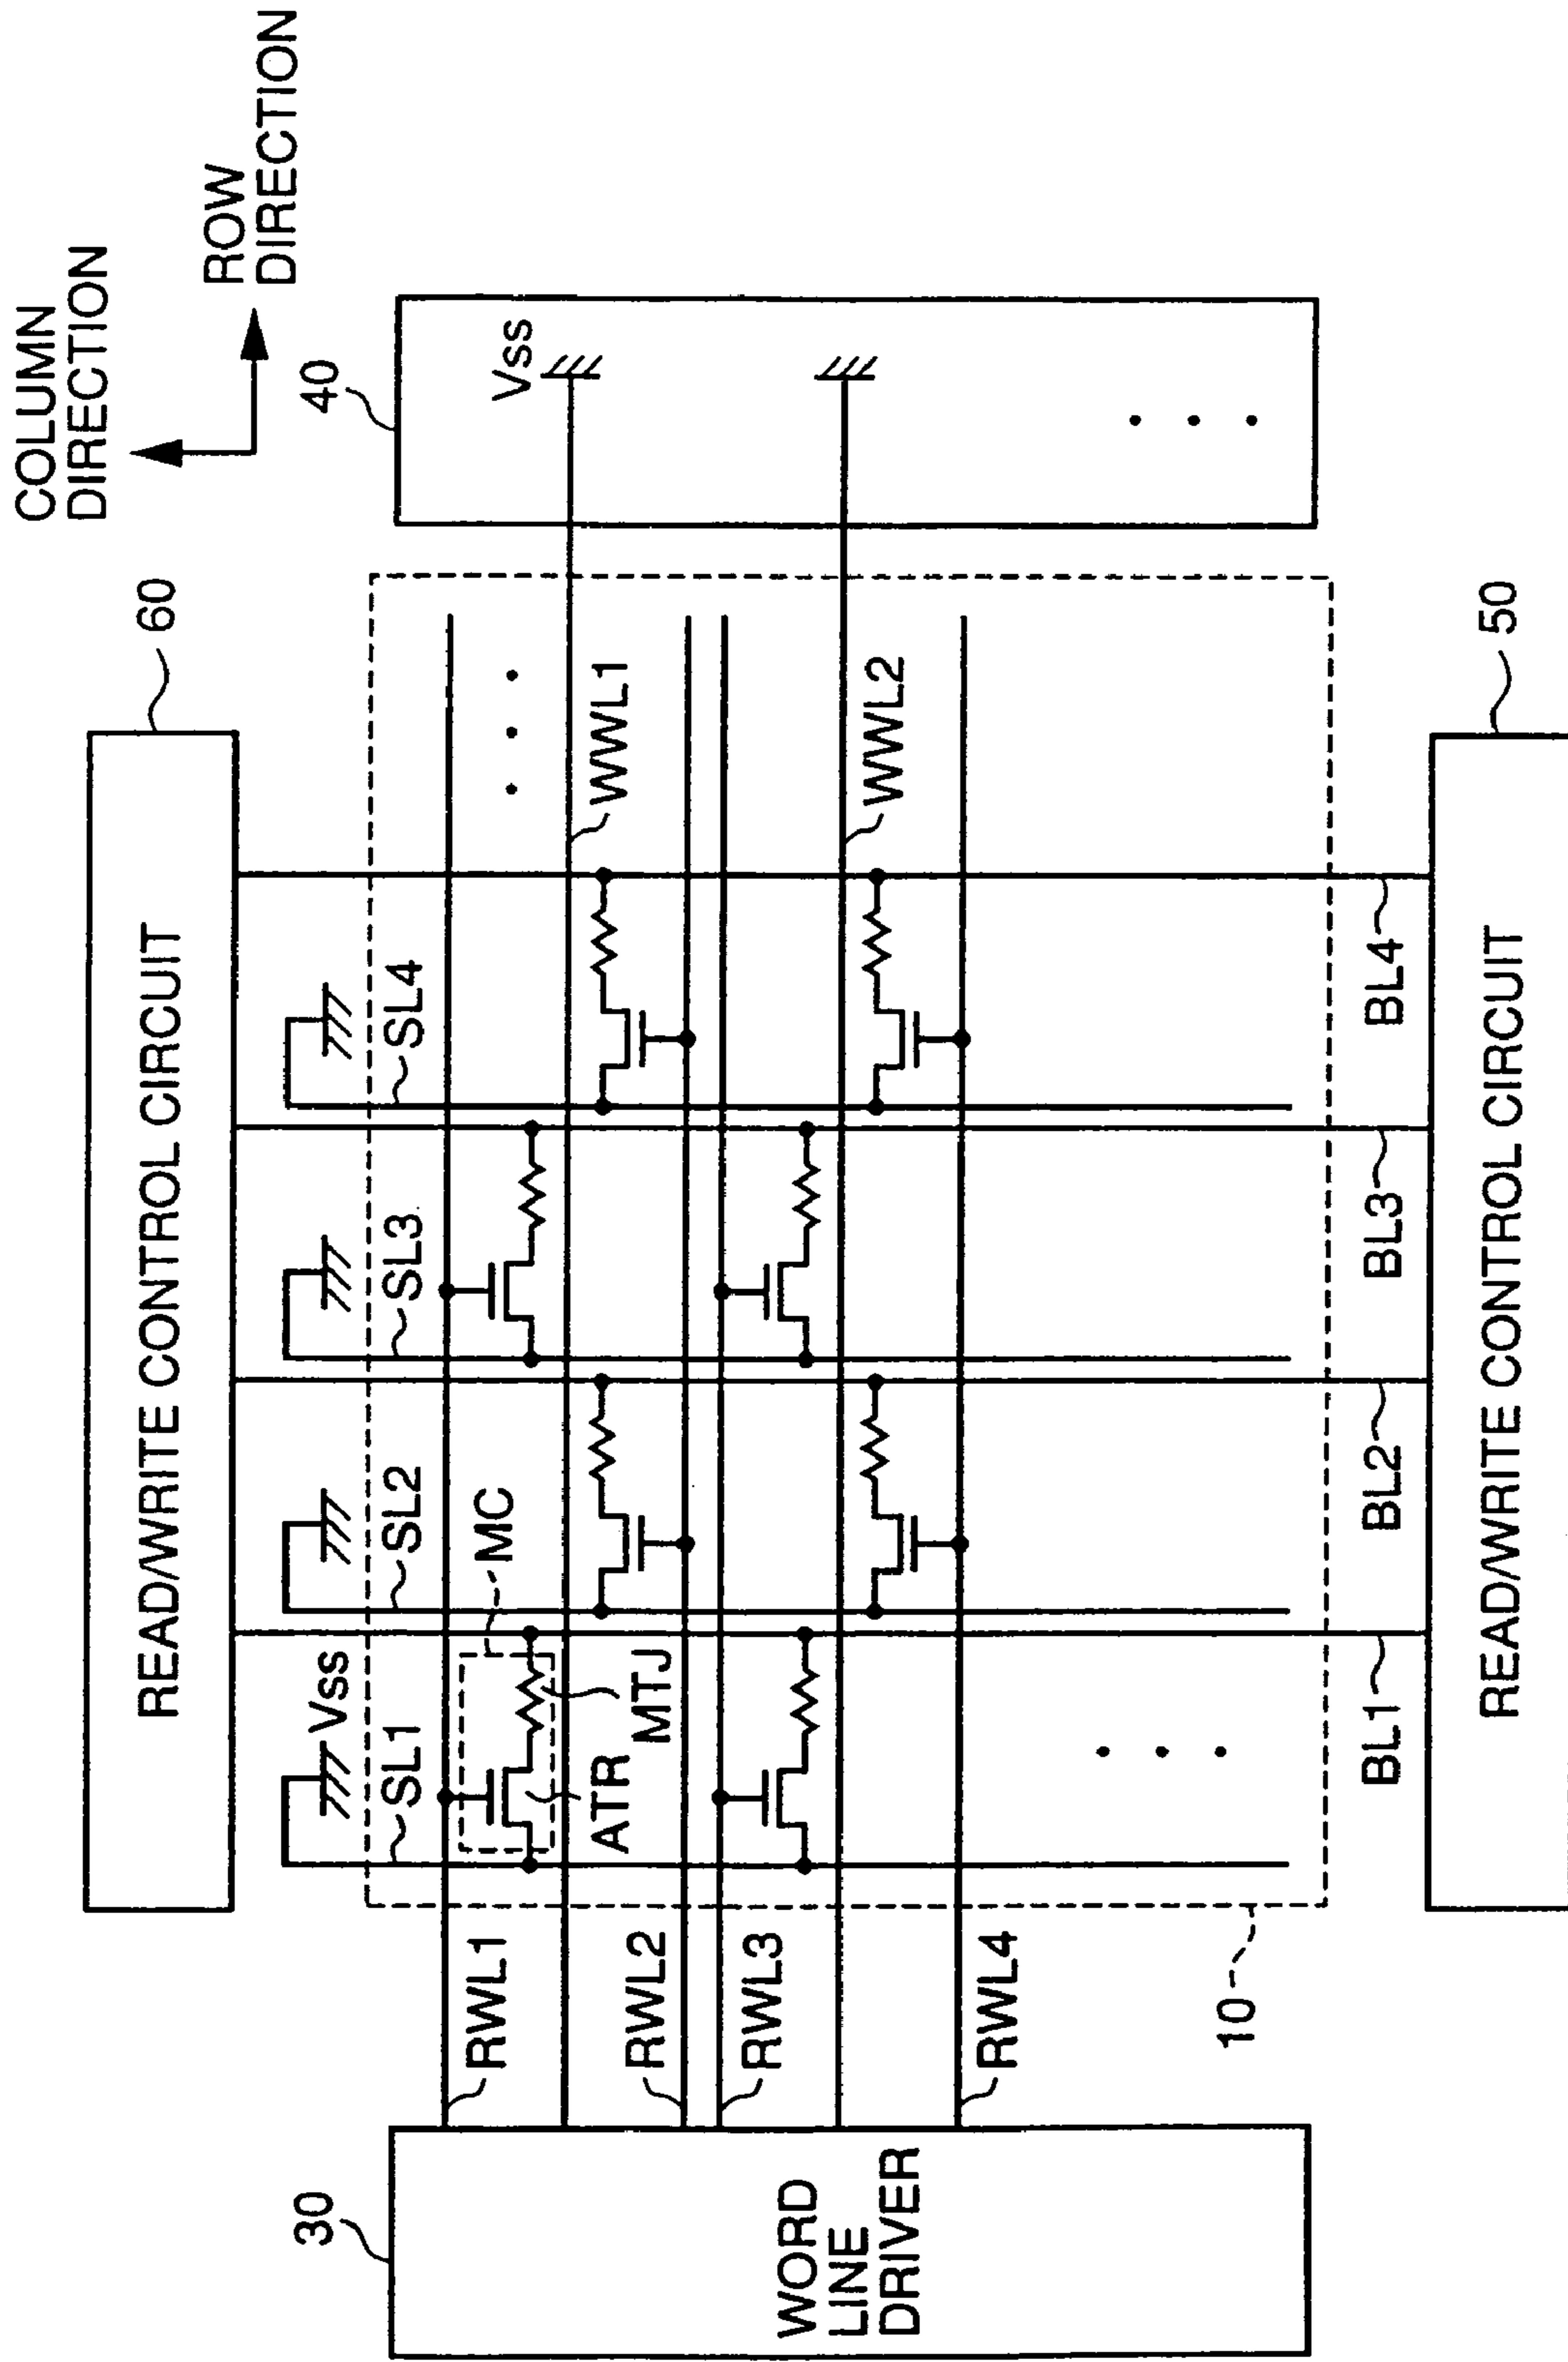 COLUMN
DIRECTION
ROW
DIRECTION
60
READ/WRITE CONTROL CIRCUIT
40
Vss
30
WORD
LINE
DRIVER
Vss
SL1
SL2
SL3
SL4
RWL1
MC
ATR
MTJ
WWL1
RWL2
RWL3
WWL2
RWL4
10
BL1
BL2
BL3
BL4
50
READ/WRITE CONTROL CIRCUIT